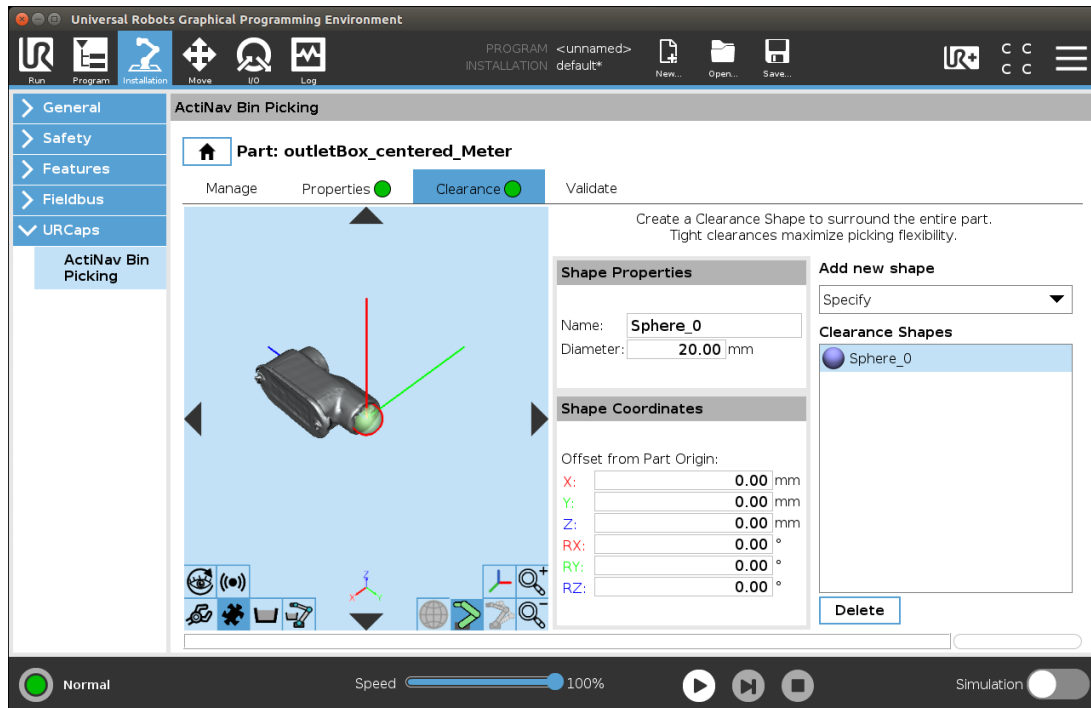 Universal Robots Graphical Programming Environment
PROGRAM <unnamed>
INSTALLATION default*
Run
Program
Installation
Move
I/O
Log
New...
Open...
Save...
UR+
C C
C C
General
Safety
Features
Fieldbus
URCaps
ActiNav Bin
Picking
ActiNav Bin Picking
Part: outletBox_centered_Meter
Manage
Properties
Clearance
Validate
Create a Clearance Shape to surround the entire part.
Tight clearances maximize picking flexibility.
Shape Properties
Name: Sphere_0
Diameter: 20.00 mm
Shape Coordinates
Offset from Part Origin:
X: 0.00 mm
Y: 0.00 mm
Z: 0.00 mm
RX: 0.00 °
RY: 0.00 °
RZ: 0.00 °
Add new shape
Specify
Clearance Shapes
Sphere_0
Delete
Z
X
Y
Normal
Speed 100%
Simulation